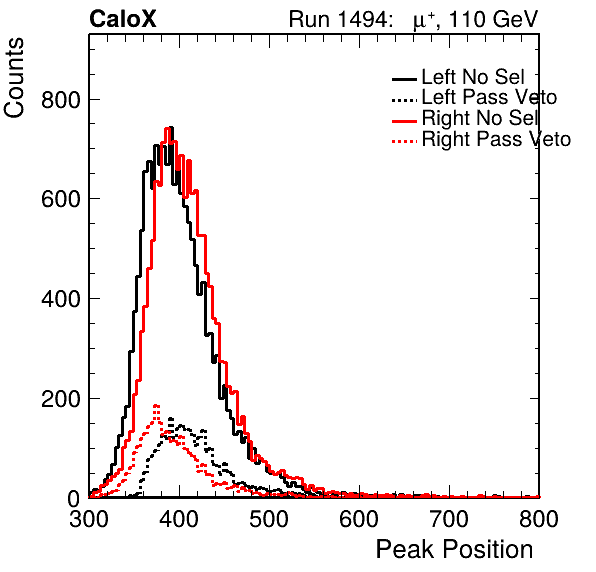 CaloX Run 1494: μ⁺, 110 GeV
Counts
Left No Sel
Left Pass Veto
Right No Sel
Right Pass Veto
800
600
400
200
0
300 400 500 600 700 800
Peak Position